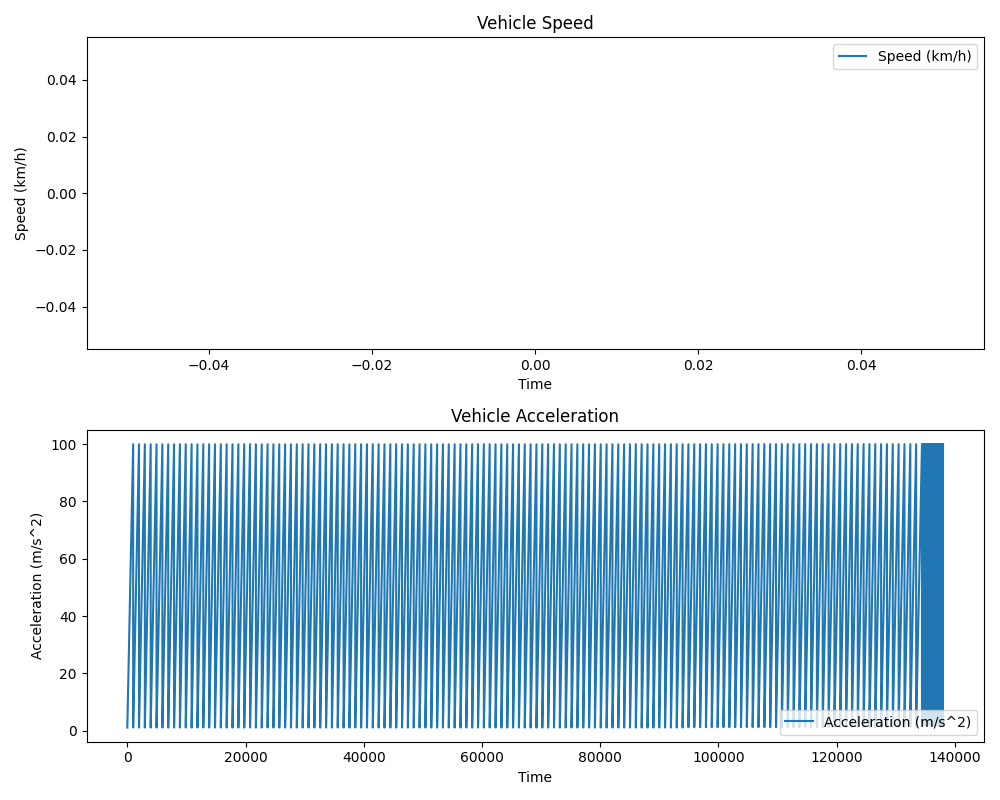 Vehicle Speed
Speed (km/h)
0.04
0.02
0.00
−0.02
−0.04
Speed (km/h)
−0.04 −0.02 0.00 0.02 0.04
Time
Vehicle Acceleration
100
80
60
40
20
0
Acceleration (m/s^2)
Acceleration (m/s^2)
0 20000 40000 60000 80000 100000 120000 140000
Time